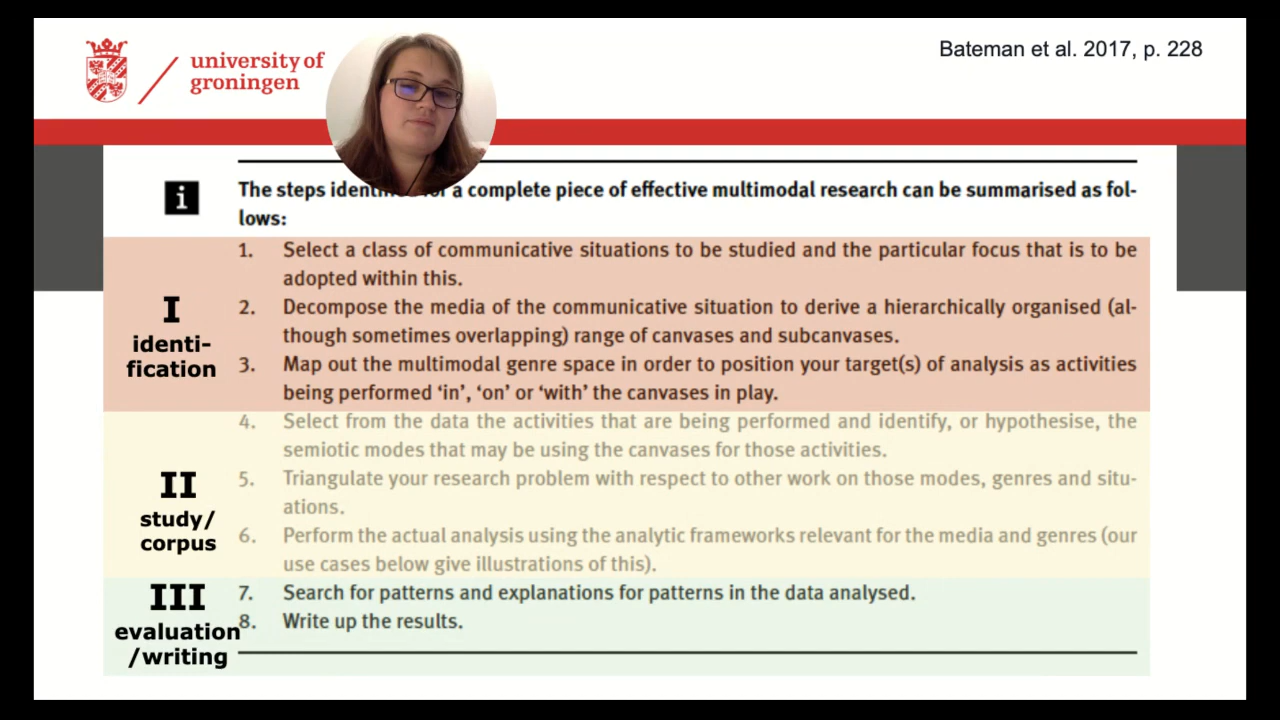 university of
groningen
Bateman et al. 2017, p. 228
i
The steps a complete piece of effective multimodal research can be summarised as fol-
lows:
I
identi-
fication
1. Select a class of communicative situations to be studied and the particular focus that is to be
adopted within this.
2. Decompose the media of the communicative situation to derive a hierarchically organised (al-
though sometimes overlapping) range of canvases and subcanvases.
3. Map out the multimodal genre space in order to position your target(s) of analysis as activities
being performed ‘in’, ‘on’ or ‘with’ the canvases in play.
II
study/
corpus
4. Select from the data the activities that are being performed and identify, or hypothesise, the
semiotic modes that may be using the canvases for those activities.
5. Triangulate your research problem with respect to other work on those modes, genres and situ-
ations.
6. Perform the actual analysis using the analytic frameworks relevant for the media and genres (our
use cases below give illustrations of this).
III
evaluation
/writing
7. Search for patterns and explanations for patterns in the data analysed.
8. Write up the results.